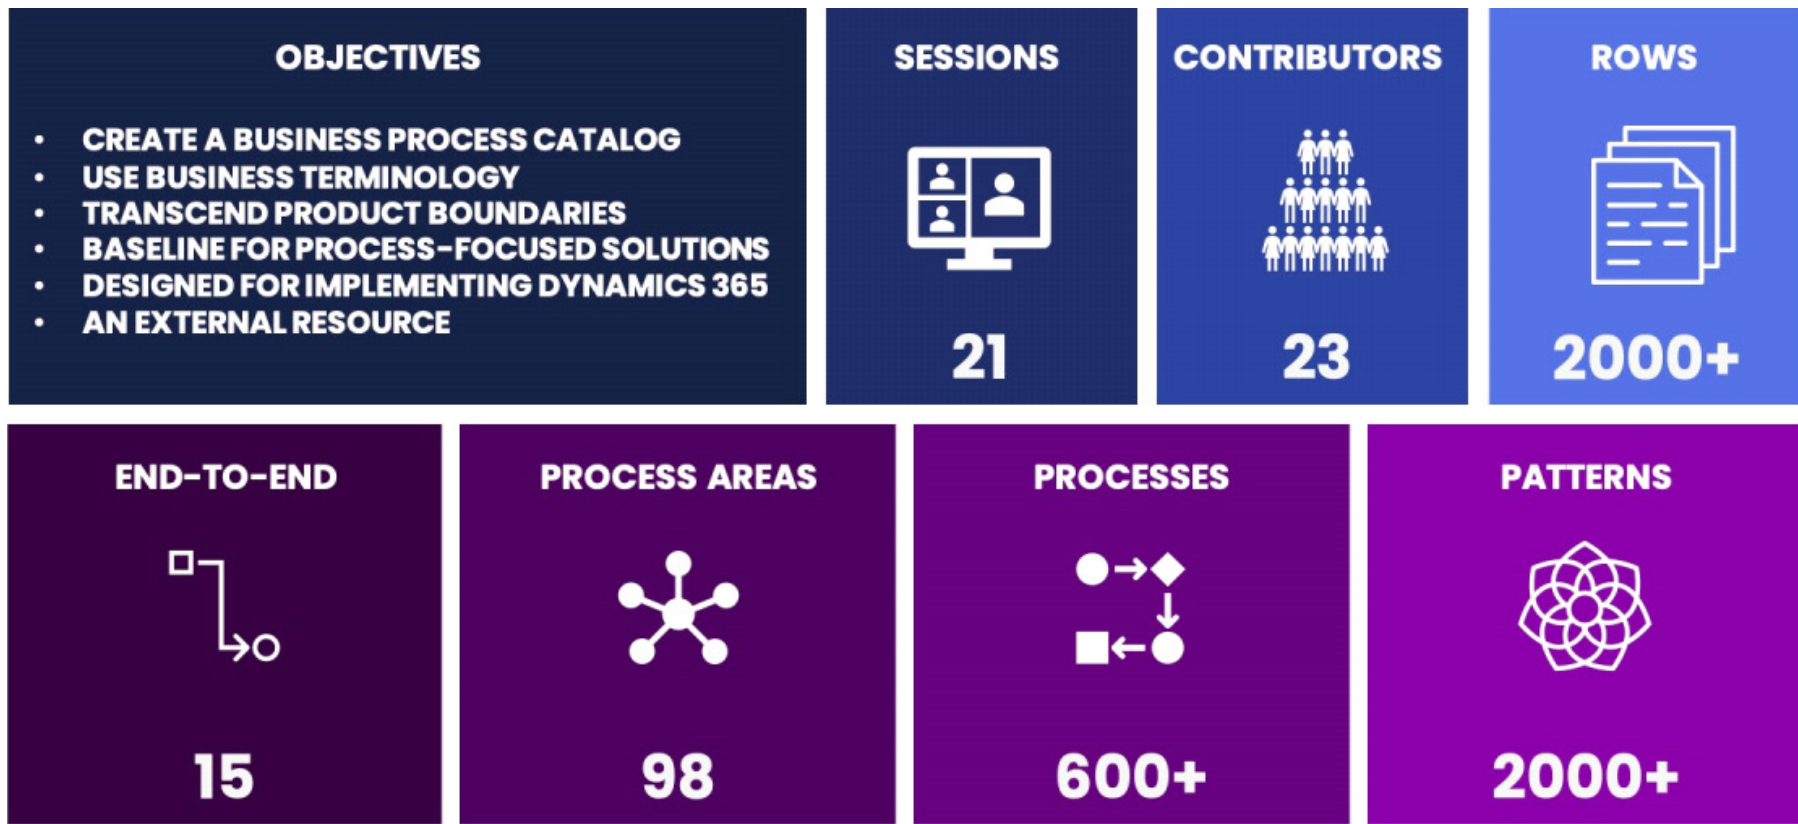 OBJECTIVES
• CREATE A BUSINESS PROCESS CATALOG
• USE BUSINESS TERMINOLOGY
• TRANSCEND PRODUCT BOUNDARIES
• BASELINE FOR PROCESS-FOCUSED SOLUTIONS
• DESIGNED FOR IMPLEMENTING DYNAMICS 365
• AN EXTERNAL RESOURCE
SESSIONS
21
CONTRIBUTORS
23
ROWS
2000+
END-TO-END
15
PROCESS AREAS
98
PROCESSES
600+
PATTERNS
2000+